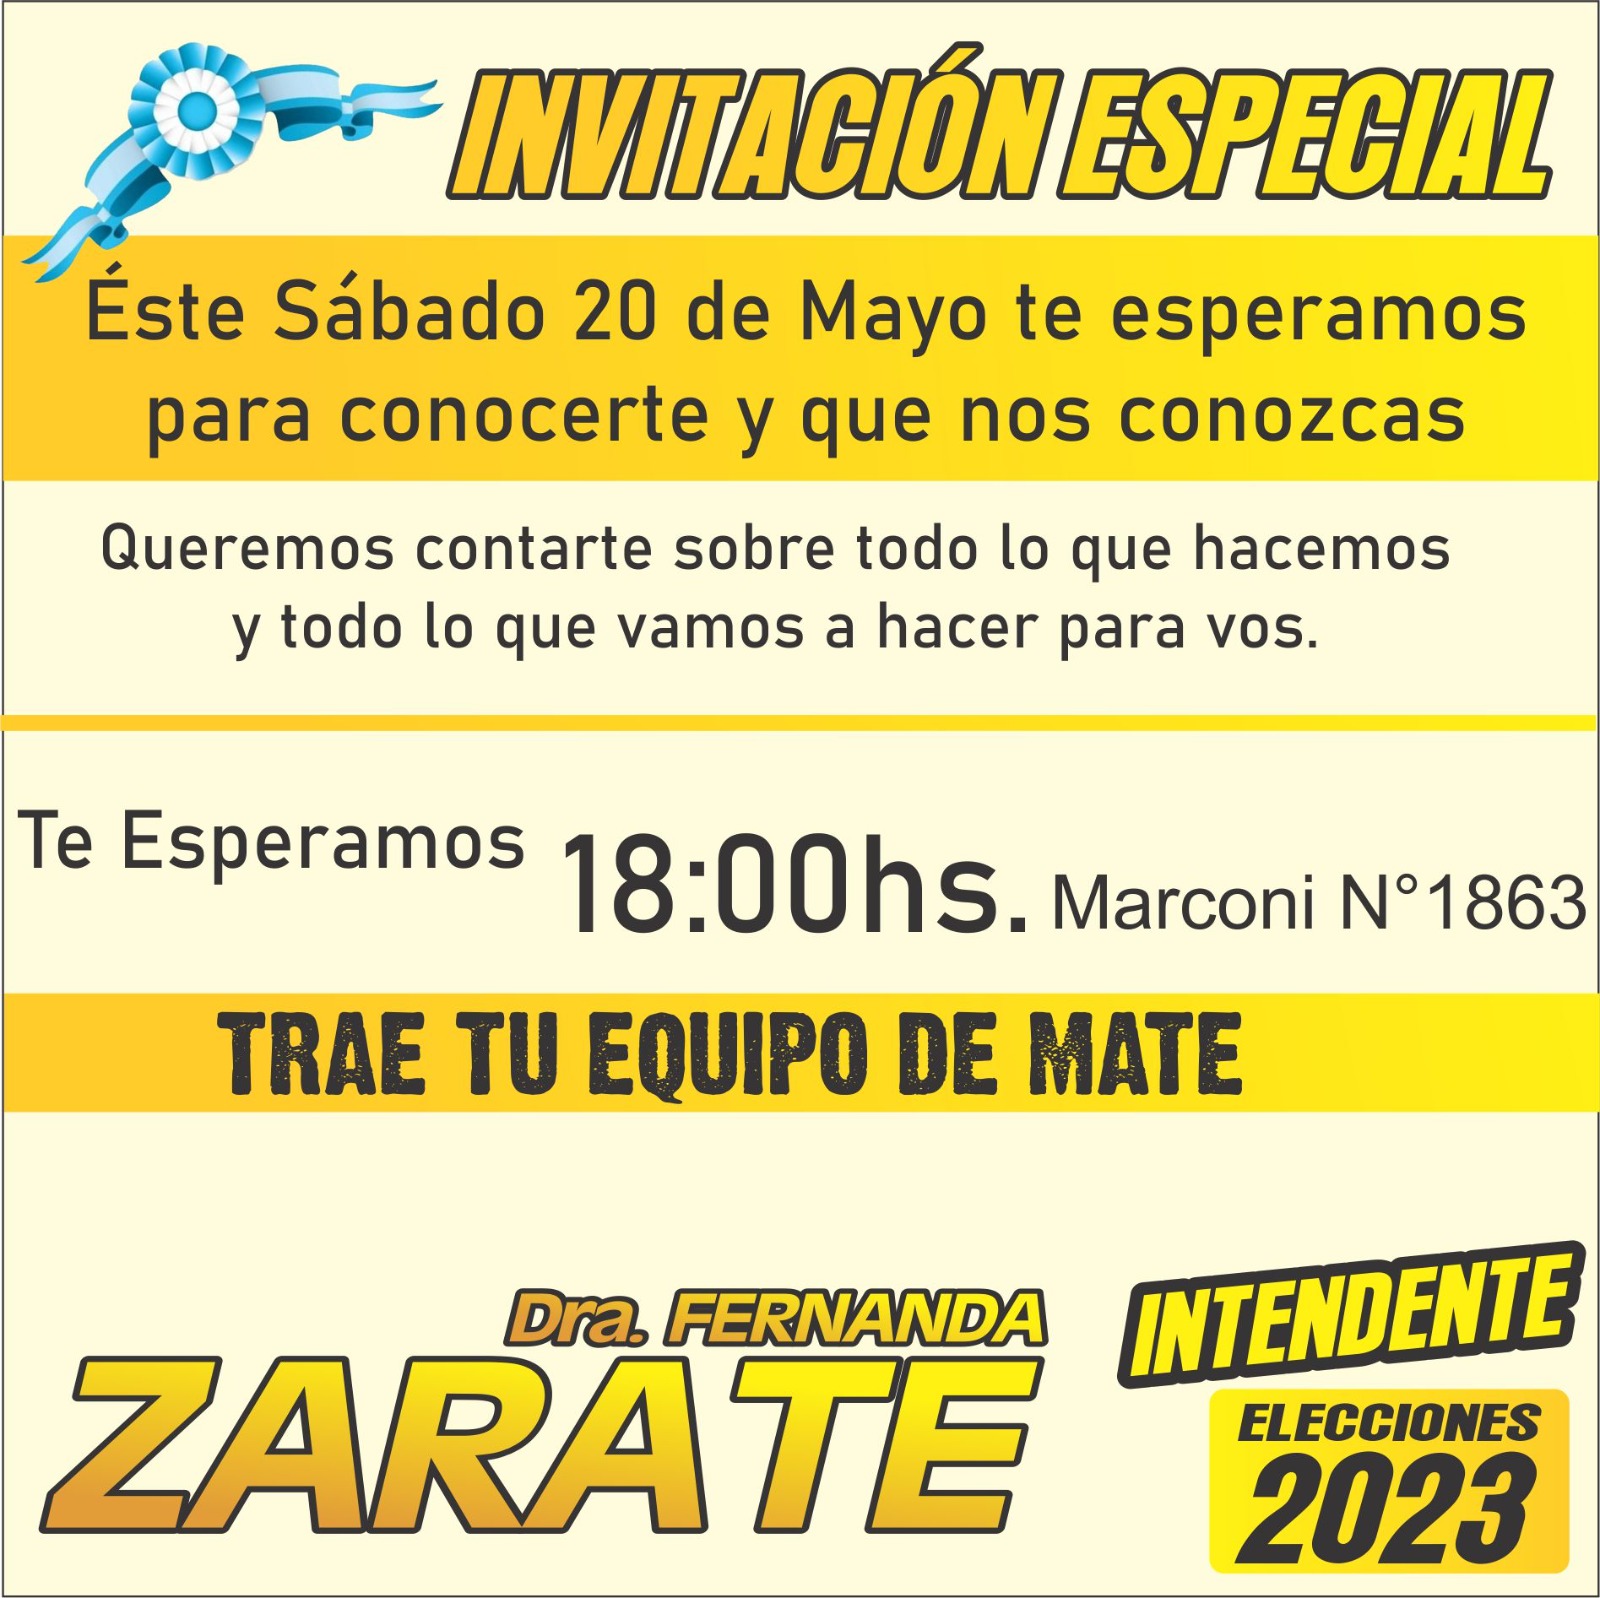 INVITACIÓN ESPECIAL
Éste Sábado 20 de Mayo te esperamos
para conocerte y que nos conozcas
Queremos contarte sobre todo lo que hacemos
y todo lo que vamos a hacer para vos.
Te Esperamos 18:00hs. Marconi N°1863
TRAE TU EQUIPO DE MATE
Dra. FERNANDA
ZARATE
INTENDENTE
ELECCIONES
2023